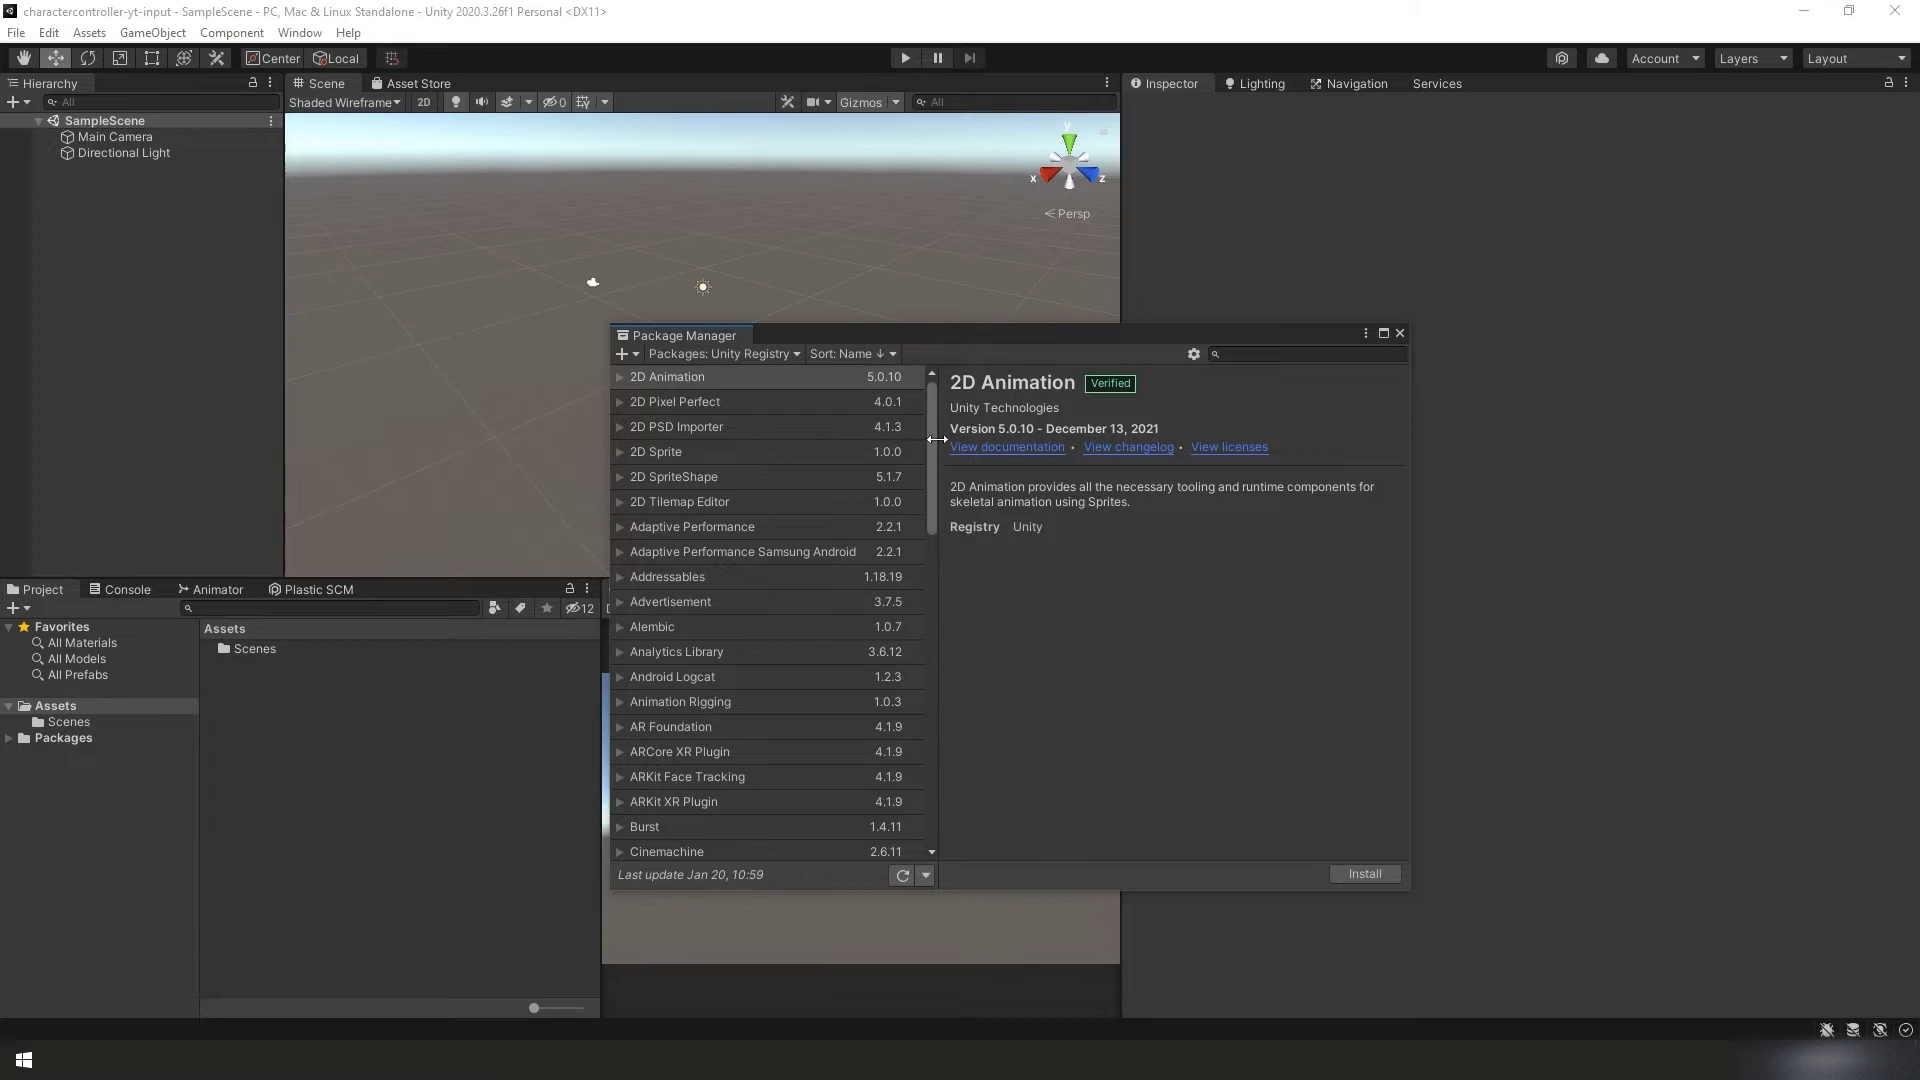 charactercontroller-yt-input - SampleScene - PC, Mac & Linux Standalone - Unity 2020.3.26f1 Personal <DX11>
File Edit Assets GameObject Component Window Help
Center Local Account Layers Layout
Hierarchy Scene Asset Store Inspector Lighting Navigation Services
All Shaded Wireframe 2D 0 Gizmos All
SampleScene
Main Camera
Directional Light
y
x z
Persp
Package Manager
Packages: Unity Registry Sort: Name ↓
2D Animation 5.0.10
2D Pixel Perfect 4.0.1
2D PSD Importer 4.1.3
2D Sprite 1.0.0
2D SpriteShape 5.1.7
2D Tilemap Editor 1.0.0
Adaptive Performance 2.2.1
Adaptive Performance Samsung Android 2.2.1
Addressables 1.18.19
Advertisement 3.7.5
Alembic 1.0.7
Analytics Library 3.6.12
Android Logcat 1.2.3
Animation Rigging 1.0.3
AR Foundation 4.1.9
ARCore XR Plugin 4.1.9
ARKit Face Tracking 4.1.9
ARKit XR Plugin 4.1.9
Burst 1.4.11
Cinemachine 2.6.11
Last update Jan 20, 10:59
2D Animation Verified
Unity Technologies
Version 5.0.10 - December 13, 2021
View documentation • View changelog • View licenses
2D Animation provides all the necessary tooling and runtime components for
skeletal animation using Sprites.
Registry Unity
Install
Project Console Animator Plastic SCM
12
Favorites
All Materials
All Models
All Prefabs
Assets
Scenes
Packages
Assets
Scenes